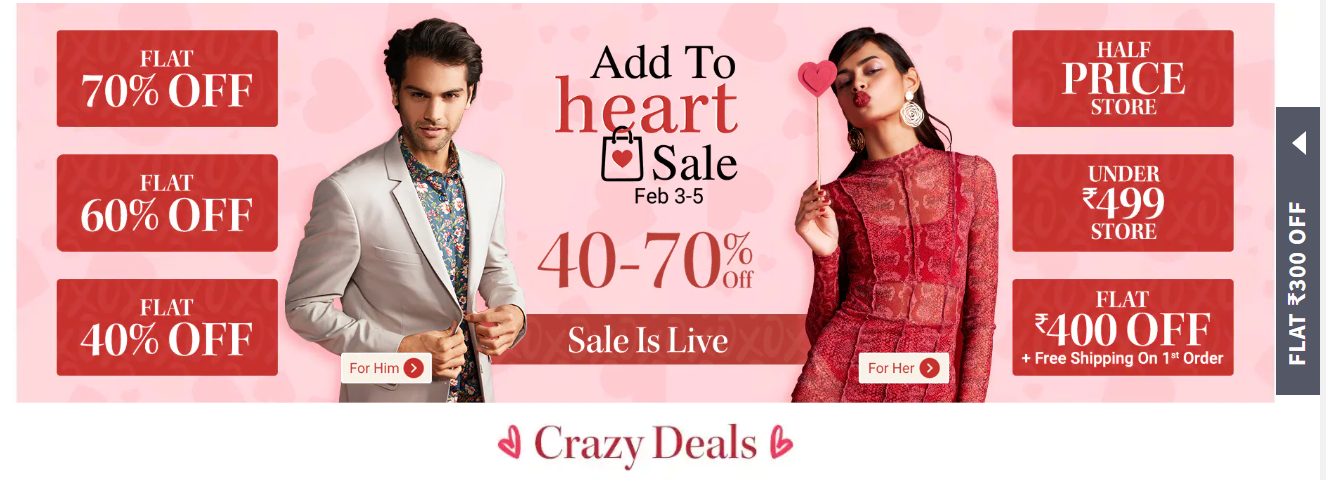 FLAT
70% OFF
FLAT
60% OFF
FLAT
40% OFF
Add To
heart
Sale
Feb 3-5
40-70%
Off
Sale Is Live
For Him
For Her
HALF
PRICE
STORE
UNDER
₹499
STORE
FLAT
₹400 OFF
+ Free Shipping On 1st Order
FLAT ₹300 OFF
Crazy Deals